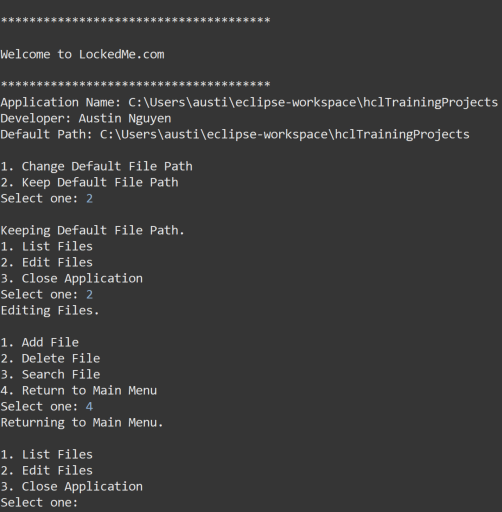 **************************************
Welcome to LockedMe.com
**************************************
Application Name: C:\Users\austi\eclipse-workspace\hclTrainingProjects
Developer: Austin Nguyen
Default Path: C:\Users\austi\eclipse-workspace\hclTrainingProjects
1. Change Default File Path
2. Keep Default File Path
Select one: 2
Keeping Default File Path.
1. List Files
2. Edit Files
3. Close Application
Select one: 2
Editing Files.
1. Add File
2. Delete File
3. Search File
4. Return to Main Menu
Select one: 4
Returning to Main Menu.
1. List Files
2. Edit Files
3. Close Application
Select one: